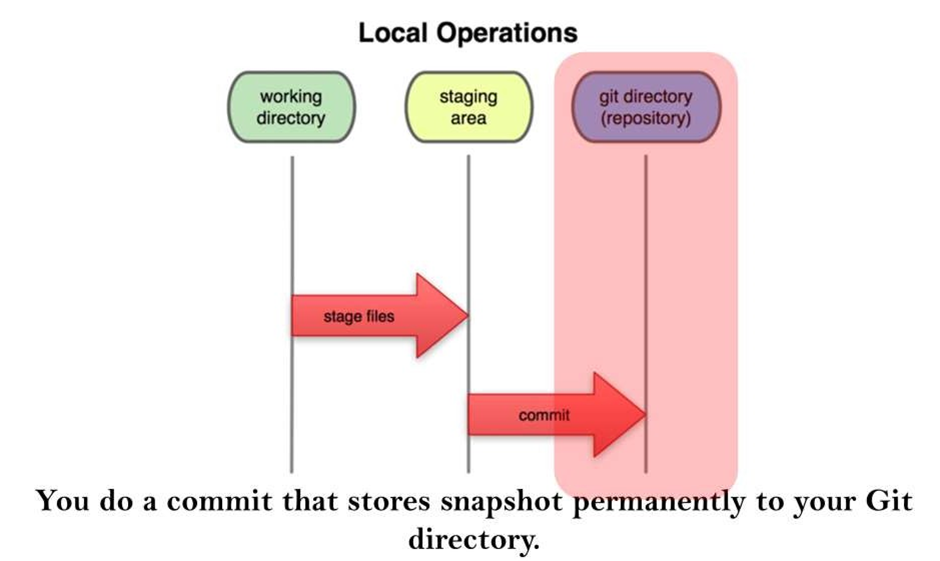 Local Operations
working
directory
staging
area
git directory
(repository)
stage files
commit
You do a commit that stores snapshot permanently to your Git
directory.